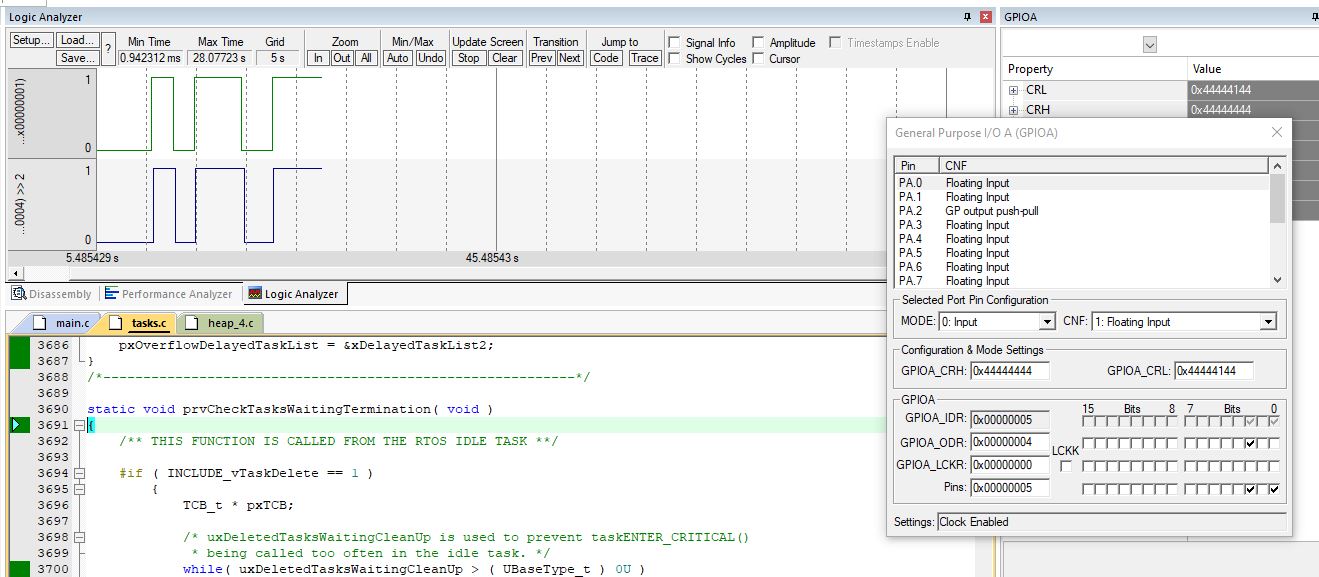 Logic Analyzer
Setup... Load... ? Min Time Max Time Grid Zoom Min/Max Update Screen Transition Jump to Signal Info Amplitude Timestamps Enable
Save... 0.942312 ms 28.07723 s 5 s In Out All Auto Undo Stop Clear Prev Next Code Trace Show Cycles Cursor
...x00000001)
1
0
...0004) >> 2
1
0
5.485429 s 45.48543 s
Disassembly Performance Analyzer Logic Analyzer
main.c tasks.c heap_4.c
3686 pxOverflowDelayedTaskList = &xDelayedTaskList2;
3687 }
3688 /*-----------------------------------------------------------*/
3689
3690 static void prvCheckTasksWaitingTermination( void )
3691 {
3692 /** THIS FUNCTION IS CALLED FROM THE RTOS IDLE TASK **/
3693
3694 #if ( INCLUDE_vTaskDelete == 1 )
3695 {
3696 TCB_t * pxTCB;
3697
3698 /* uxDeletedTasksWaitingCleanUp is used to prevent taskENTER_CRITICAL()
3699 * being called too often in the idle task. */
3700 while( uxDeletedTasksWaitingCleanUp > ( UBaseType_t ) 0U )
GPIOA
Property Value
CRL 0x44444144
CRH 0x44444444
General Purpose I/O A (GPIOA)
Pin CNF
PA.0 Floating Input
PA.1 Floating Input
PA.2 GP output push-pull
PA.3 Floating Input
PA.4 Floating Input
PA.5 Floating Input
PA.6 Floating Input
PA.7 Floating Input
Selected Port Pin Configuration
MODE: 0: Input CNF: 1: Floating Input
Configuration & Mode Settings
GPIOA_CRH: 0x44444444 GPIOA_CRL: 0x44444144
GPIOA
15 Bits 8 7 Bits 0
GPIOA_IDR: 0x00000005
GPIOA_ODR: 0x00000004
LCKK
GPIOA_LCKR: 0x00000000
Pins: 0x00000005
Settings: Clock Enabled